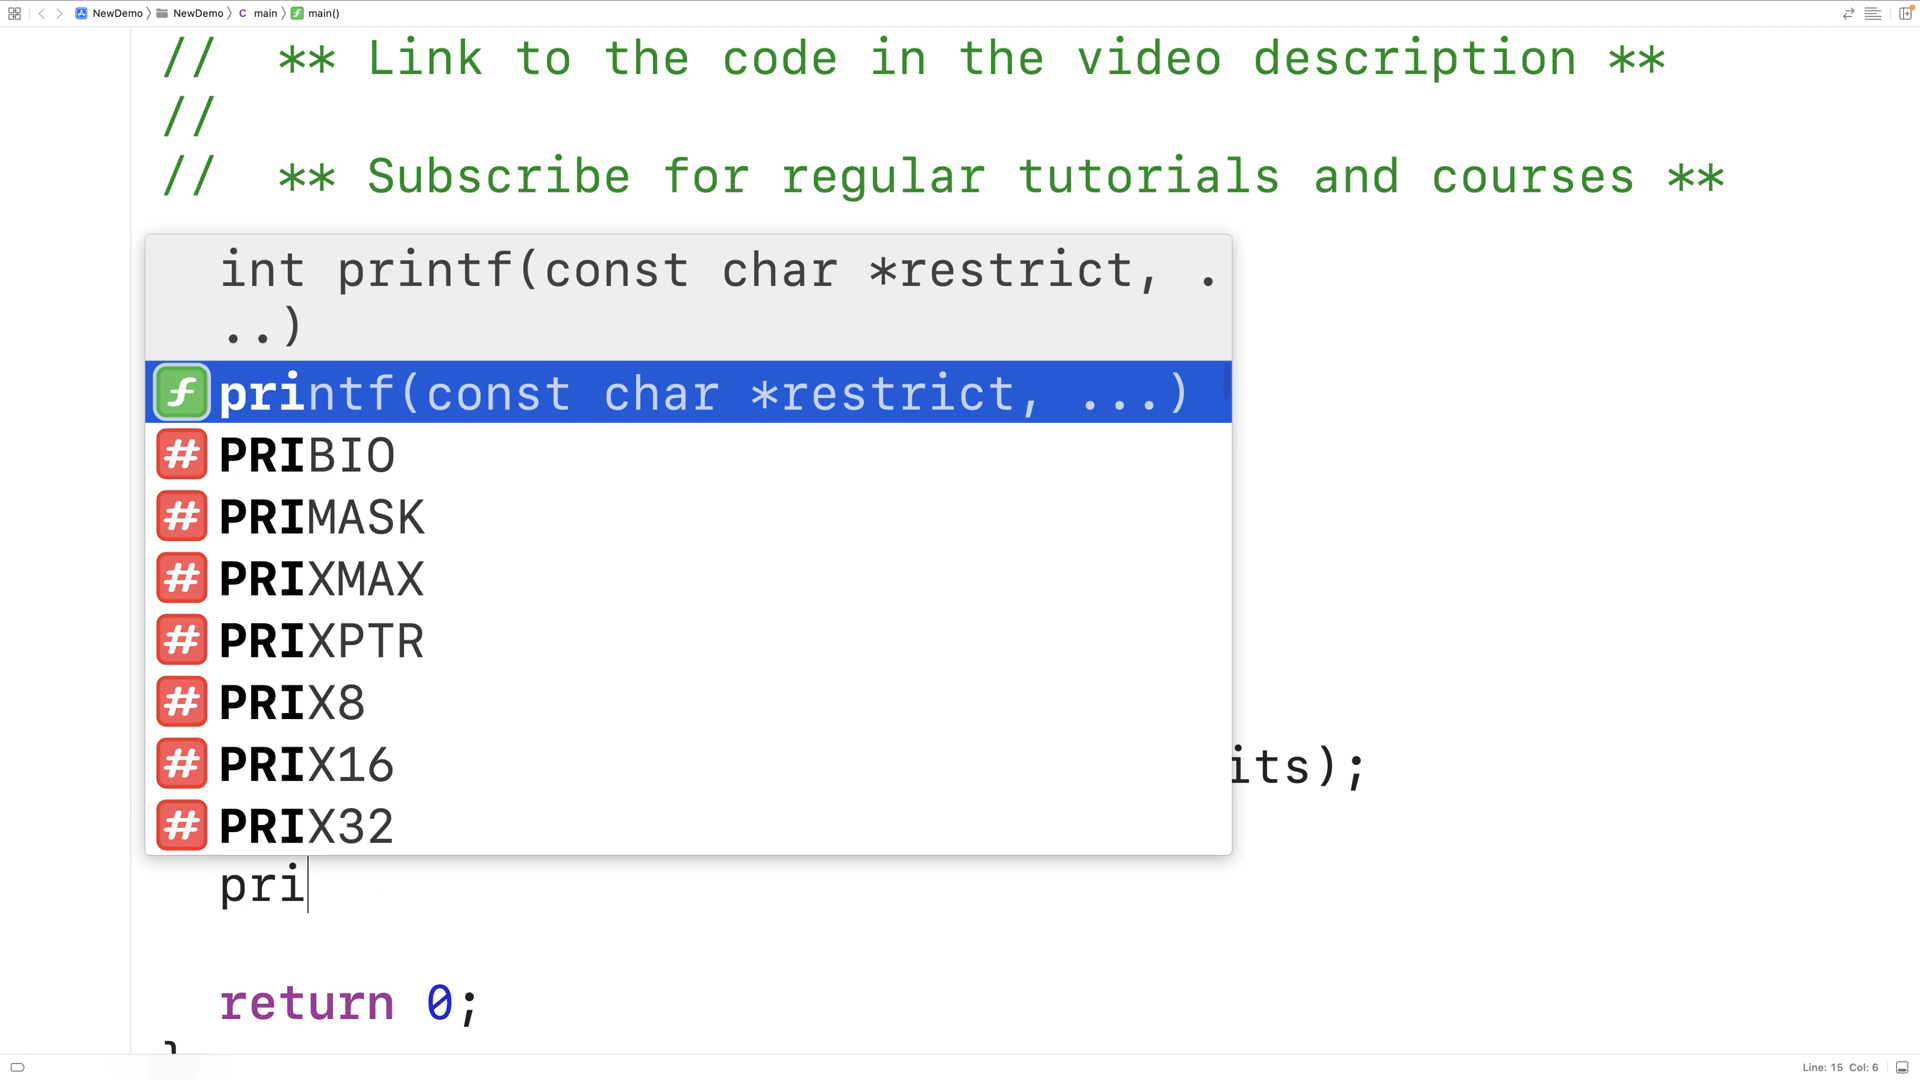 NewDemo NewDemo C main f main()
// ** Link to the code in the video description **
//
// ** Subscribe for regular tutorials and courses **
int printf(const char *restrict, .
..)
f printf(const char *restrict, ...)
# PRIBIO
# PRIMASK
# PRIXMAX
# PRIXPTR
# PRIX8
# PRIX16
its);
# PRIX32
pri
return 0;
}
Line: 15 Col: 6